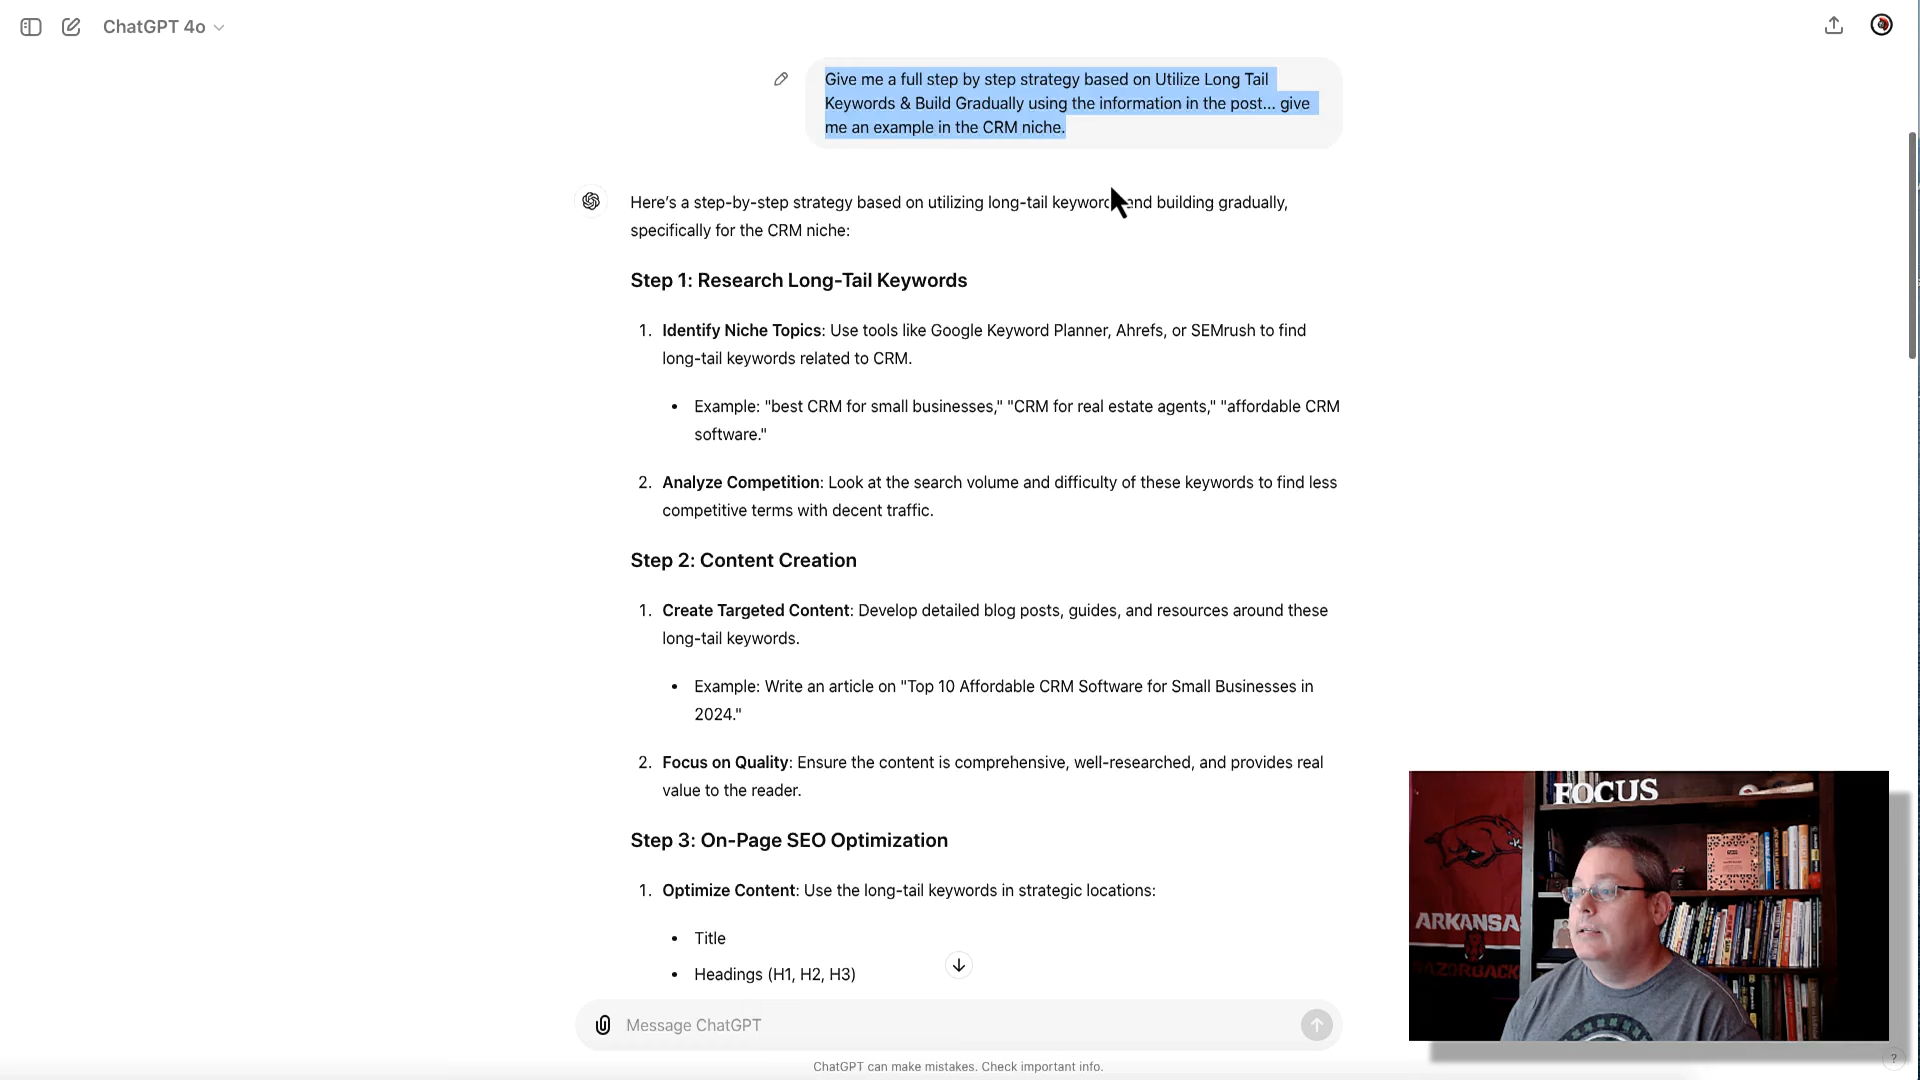 ChatGPT 4o
Give me a full step by step strategy based on Utilize Long Tail
Keywords & Build Gradually using the information in the post... give
me an example in the CRM niche.
Here's a step-by-step strategy based on utilizing long-tail keyword and building gradually,
specifically for the CRM niche:
Step 1: Research Long-Tail Keywords
1. Identify Niche Topics: Use tools like Google Keyword Planner, Ahrefs, or SEMrush to find
long-tail keywords related to CRM.
• Example: "best CRM for small businesses," "CRM for real estate agents," "affordable CRM
software."
2. Analyze Competition: Look at the search volume and difficulty of these keywords to find less
competitive terms with decent traffic.
Step 2: Content Creation
1. Create Targeted Content: Develop detailed blog posts, guides, and resources around these
long-tail keywords.
• Example: Write an article on "Top 10 Affordable CRM Software for Small Businesses in
2024."
2. Focus on Quality: Ensure the content is comprehensive, well-researched, and provides real
value to the reader.
Step 3: On-Page SEO Optimization
1. Optimize Content: Use the long-tail keywords in strategic locations:
• Title
• Headings (H1, H2, H3)
Message ChatGPT
ChatGPT can make mistakes. Check important info.
?
FOCUS
ARKANSA
RAZORBACK